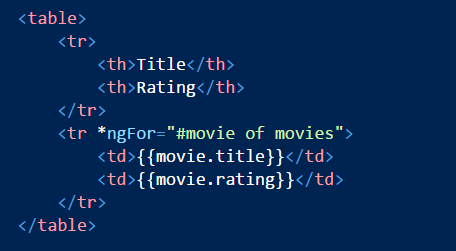 <table>
<tr>
<th>Title</th>
<th>Rating</th>
</tr>
<tr *ngFor="#movie of movies">
<td>{{movie.title}}</td>
<td>{{movie.rating}}</td>
</tr>
</table>